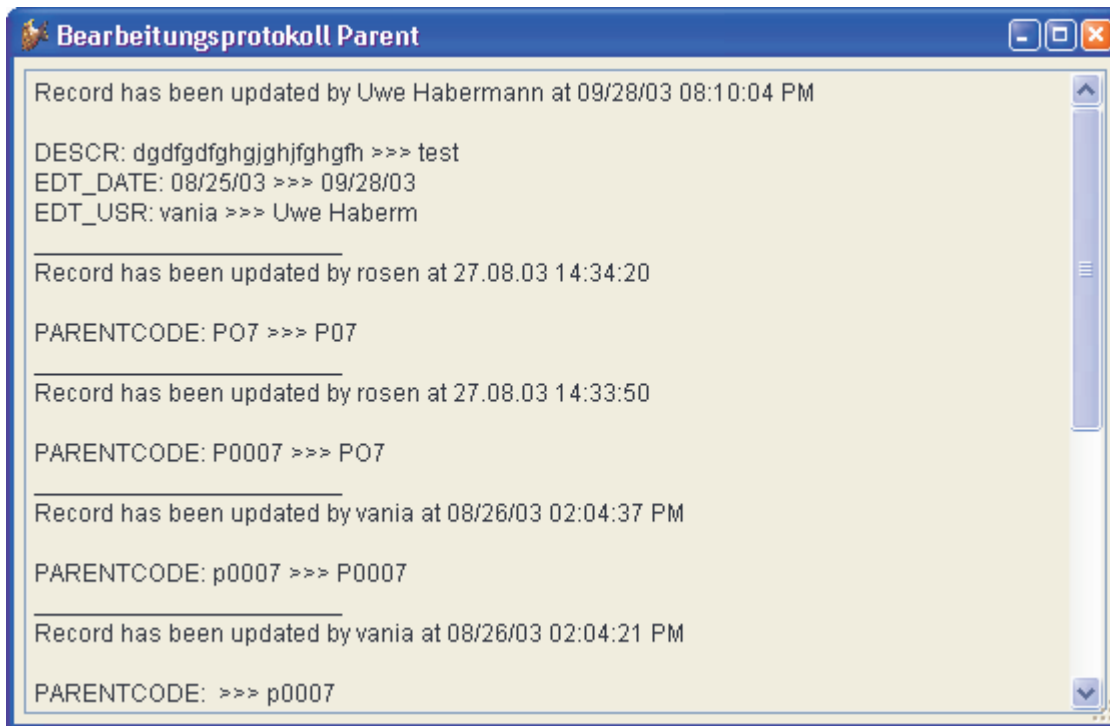 Bearbeitungsprotokoll Parent
Record has been updated by Uwe Habermann at 09/28/03 08:10:04 PM
DESCR: dgdfgdfghgjghjfghgfh >>> test
EDT_DATE: 08/25/03 >>> 09/28/03
EDT_USR: vania >>> Uwe Haberm
Record has been updated by rosen at 27.08.03 14:34:20
PARENTCODE: PO7 >>> P07
Record has been updated by rosen at 27.08.03 14:33:50
PARENTCODE: P0007 >>> PO7
Record has been updated by vania at 08/26/03 02:04:37 PM
PARENTCODE: p0007 >>> P0007
Record has been updated by vania at 08/26/03 02:04:21 PM
PARENTCODE:  >>> p0007